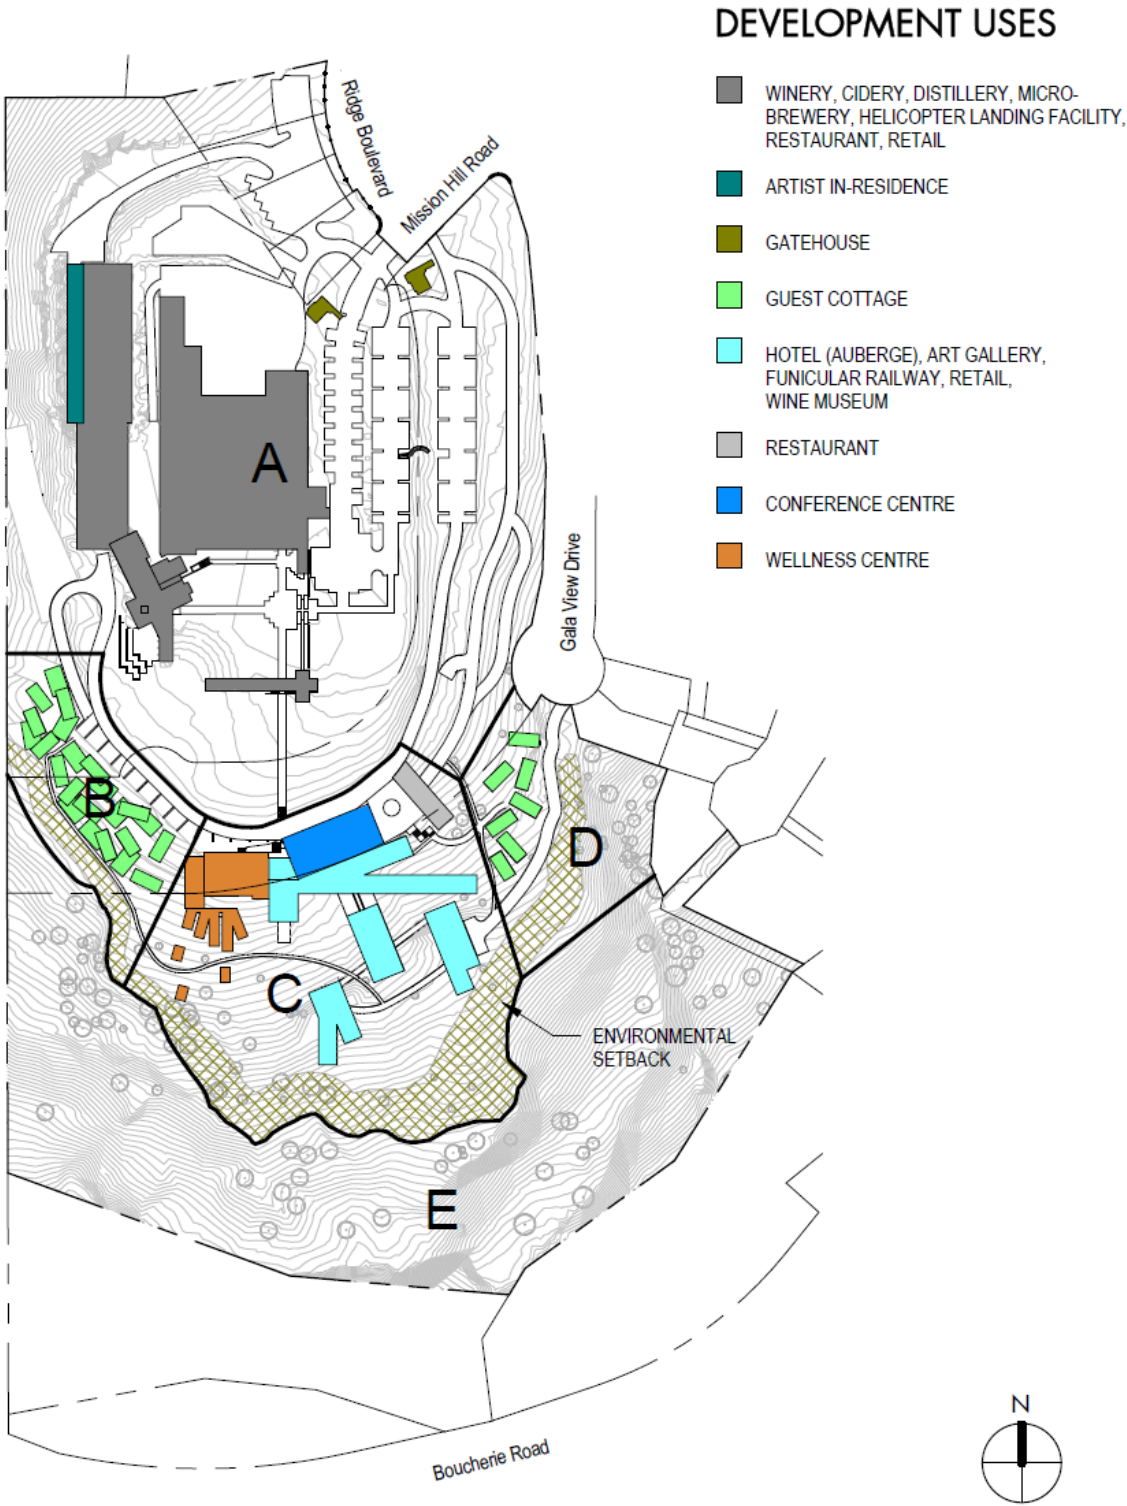 DEVELOPMENT USES
WINERY, CIDERY, DISTILLERY, MICRO-
BREWERY, HELICOPTER LANDING FACILITY,
RESTAURANT, RETAIL
ARTIST IN-RESIDENCE
GATEHOUSE
GUEST COTTAGE
HOTEL (AUBERGE), ART GALLERY,
FUNICULAR RAILWAY, RETAIL,
WINE MUSEUM
RESTAURANT
CONFERENCE CENTRE
WELLNESS CENTRE
Ridge Boulevard
Mission Hill Road
A
Gala View Drive
B
D
C
ENVIRONMENTAL
SETBACK
E
N
Boucherie Road